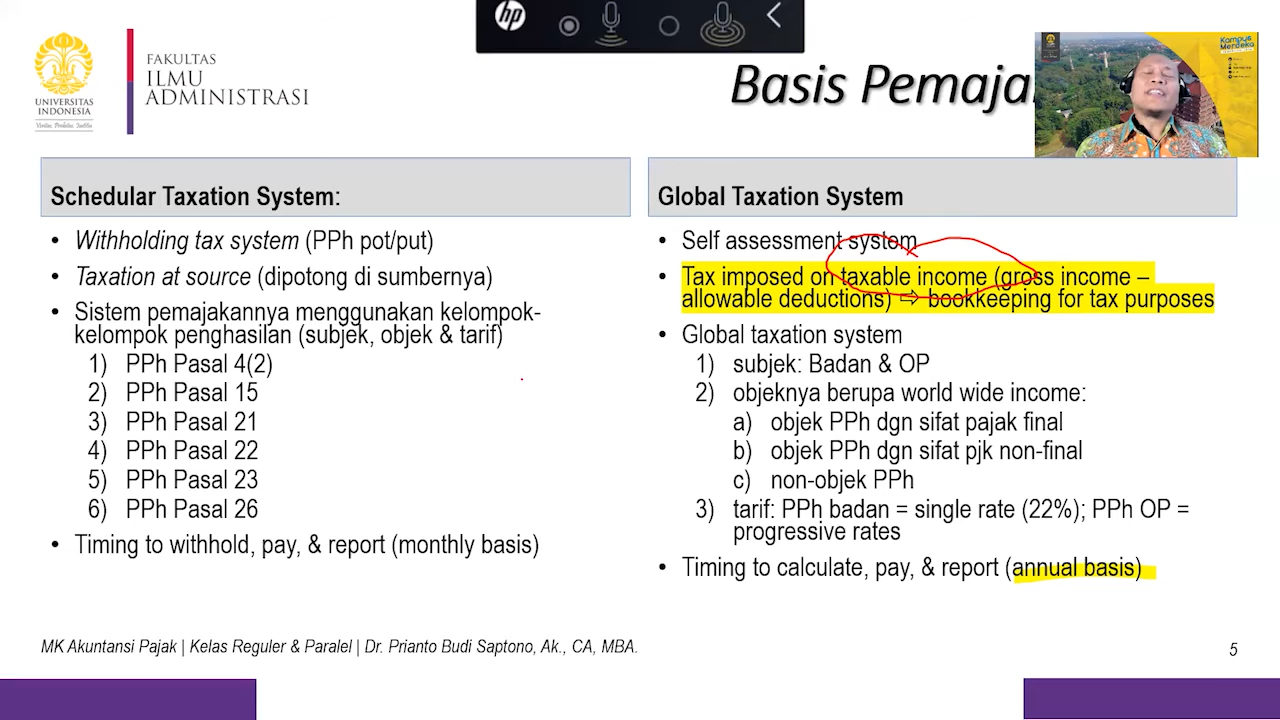 hp
UNIVERSITAS
INDONESIA
Veritas, Probitas, Iustitia
FAKULTAS
ILMU
ADMINISTRASI
Kampus
Merdeka
Schedular Taxation System:
• Withholding tax system (PPh pot/put)
• Taxation at source (dipotong di sumbernya)
• Sistem pemajakannya menggunakan kelompok-
kelompok penghasilan (subjek, objek & tarif)
1) PPh Pasal 4(2)
2) PPh Pasal 15
3) PPh Pasal 21
4) PPh Pasal 22
5) PPh Pasal 23
6) PPh Pasal 26
• Timing to withhold, pay, & report (monthly basis)
Basis
Global Taxation System
• Self assessment system
• Tax imposed on taxable income (gross income –
allowable deductions) ⇨ bookkeeping for tax purposes
• Global taxation system
1) subjek: Badan & OP
2) objeknya berupa world wide income:
a) objek PPh dgn sifat pajak final
b) objek PPh dgn sifat pjk non-final
c) non-objek PPh
3) tarif: PPh badan = single rate (22%); PPh OP =
progressive rates
• Timing to calculate, pay, & report (annual basis)
MK Akuntansi Pajak | Kelas Reguler & Paralel | Dr. Prianto Budi Saptono, Ak., CA, MBA.
5